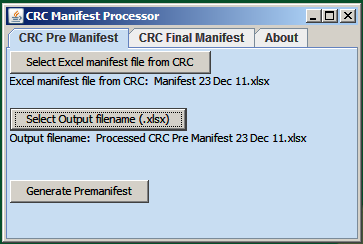 CRC Manifest Processor
CRC Pre Manifest CRC Final Manifest About
Select Excel manifest file from CRC
Excel manifest file from CRC: Manifest 23 Dec 11.xlsx
Select Output filename (.xlsx)
Output filename: Processed CRC Pre Manifest 23 Dec 11.xlsx
Generate Premanifest